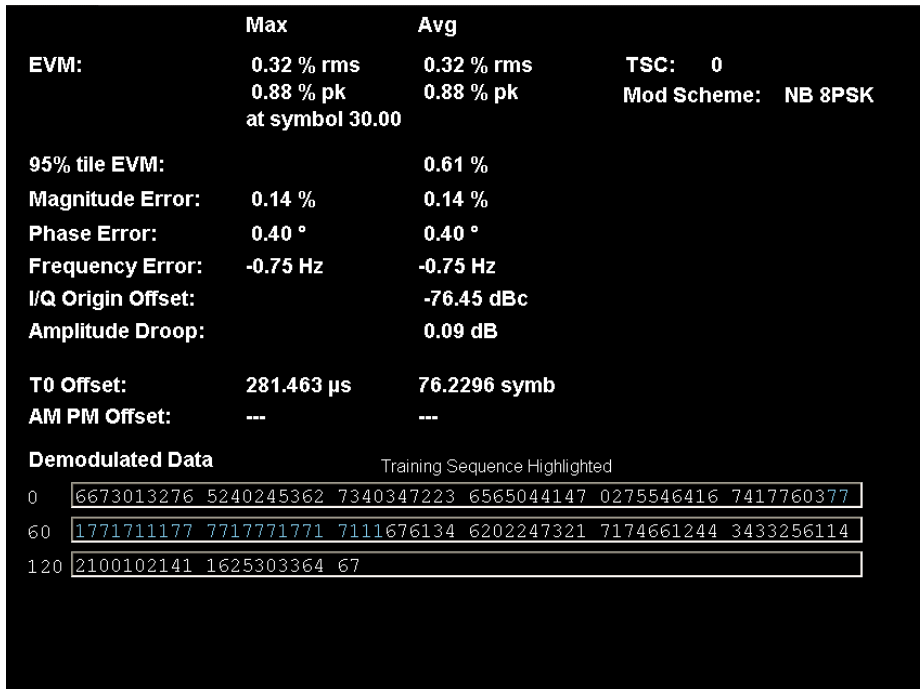 Max Avg
EVM: 0.32 % rms 0.32 % rms TSC: 0
0.88 % pk 0.88 % pk Mod Scheme: NB 8PSK
at symbol 30.00
95% tile EVM: 0.61 %
Magnitude Error: 0.14 % 0.14 %
Phase Error: 0.40 ° 0.40 °
Frequency Error: -0.75 Hz -0.75 Hz
I/Q Origin Offset: -76.45 dBc
Amplitude Droop: 0.09 dB
T0 Offset: 281.463 µs 76.2296 symb
AM PM Offset: --- ---
Demodulated Data Training Sequence Highlighted
0 6673013276 5240245362 7340347223 6565044147 0275546416 7417760377
60 1771711177 7717771771 7111676134 6202247321 7174661244 3433256114
120 2100102141 1625303364 67